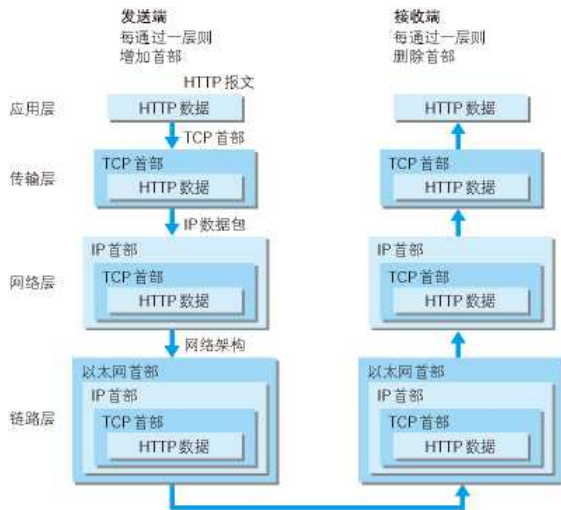 发送端
每通过一层则
增加首部
接收端
每通过一层则
删除首部
HTTP 报文
应用层
HTTP 数据
HTTP 数据
TCP 首部
传输层
TCP 首部
HTTP 数据
TCP 首部
HTTP 数据
IP 数据包
网络层
IP 首部
TCP 首部
HTTP 数据
IP 首部
TCP 首部
HTTP 数据
网络架构
链路层
以太网首部
IP 首部
TCP 首部
HTTP 数据
以太网首部
IP 首部
TCP 首部
HTTP 数据